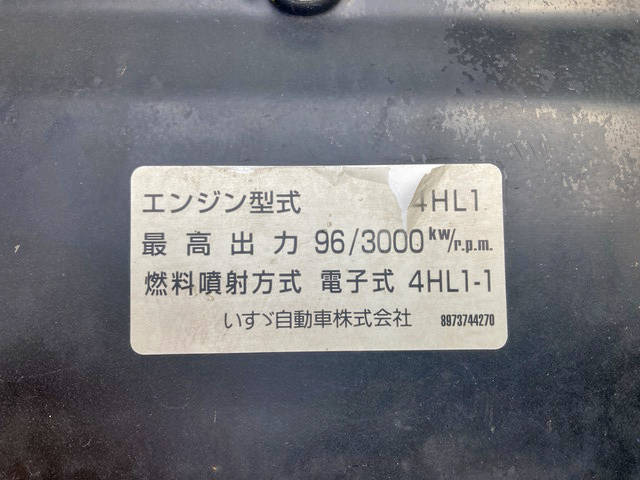 エンジン型式 4HL1
最高出力 96/3000 kW/r.p.m.
燃料噴射方式 電子式 4HL1-1
いすゞ自動車株式会社 8973744270